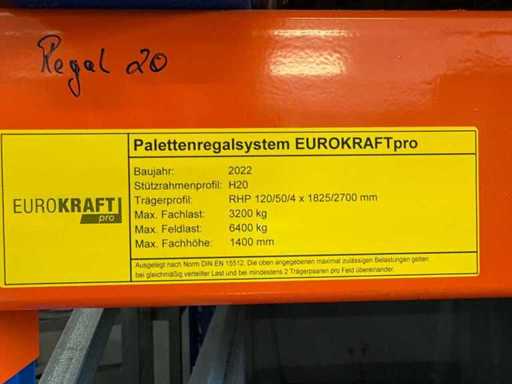 Regal 20
Palettenregalsystem EUROKRAFTpro
EUROKRAFT
pro
Baujahr: 2022
Stützrahmenprofil: H20
Trägerprofil: RHP 120/50/4 x 1825/2700 mm
Max. Fachlast: 3200 kg
Max. Feldlast: 6400 kg
Max. Fachhöhe: 1400 mm
Ausgelegt nach Norm DIN EN 15512. Die oben angegebenen maximal zulässigen Belastungen gelten
bei gleichmäßig verteilter Last und bei mindestens 2 Trägerpaaren pro Feld übereinander.